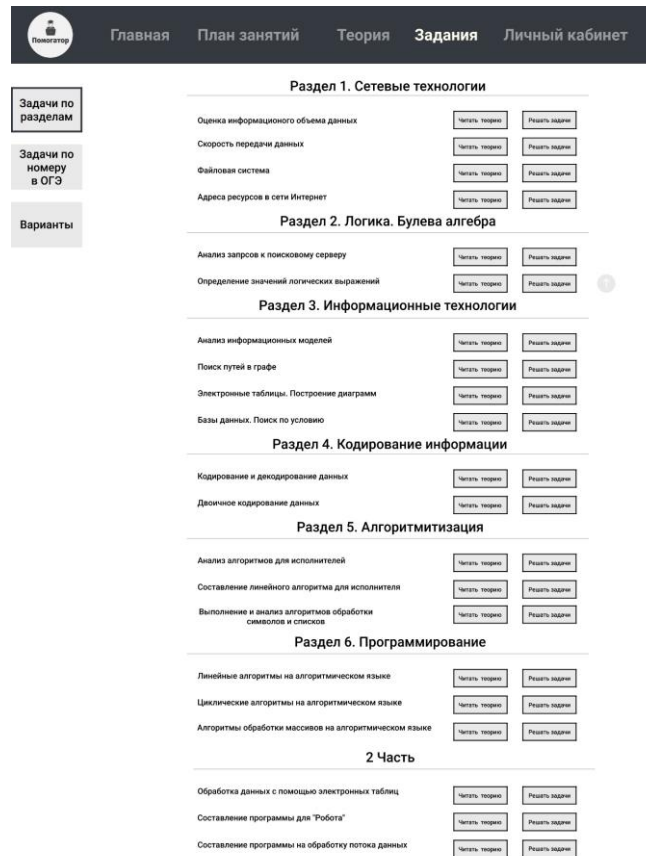 Помогатор
Главная
План занятий
Теория
Задания
Личный кабинет
Задачи по
разделам
Задачи по
номеру
в ОГЭ
Варианты
Раздел 1. Сетевые технологии
Оценка информационого объема данных
Читать теорию
Решать задачи
Скорость передачи данных
Читать теорию
Решать задачи
Файловая система
Читать теорию
Решать задачи
Адреса ресурсов в сети Интернет
Читать теорию
Решать задачи
Раздел 2. Логика. Булева алгебра
Анализ запрсов к поисковому серверу
Читать теорию
Решать задачи
Определение значений логических выражений
Читать теорию
Решать задачи
Раздел 3. Информационные технологии
Анализ информационных моделей
Читать теорию
Решать задачи
Поиск путей в графе
Читать теорию
Решать задачи
Электронные таблицы. Построение диаграмм
Читать теорию
Решать задачи
Базы данных. Поиск по условию
Читать теорию
Решать задачи
Раздел 4. Кодирование информации
Кодирование и декодирование данных
Читать теорию
Решать задачи
Двоичное кодирование данных
Читать теорию
Решать задачи
Раздел 5. Алгоритмитизация
Анализ алгоритмов для исполнителей
Читать теорию
Решать задачи
Составление линейного алгоритма для исполнителя
Читать теорию
Решать задачи
Выполнение и анализ алгоритмов обработки
символов и списков
Читать теорию
Решать задачи
Раздел 6. Программирование
Линейные алгоритмы на алгоритмическом языке
Читать теорию
Решать задачи
Циклические алгоритмы на алгоритмическом языке
Читать теорию
Решать задачи
Алгоритмы обработки массивов на алгоритмическом языке
Читать теорию
Решать задачи
2 Часть
Обработка данных с помощью электронных таблиц
Читать теорию
Решать задачи
Составление программы для "Робота"
Читать теорию
Решать задачи
Составление программы на обработку потока данных
Читать теорию
Решать задачи